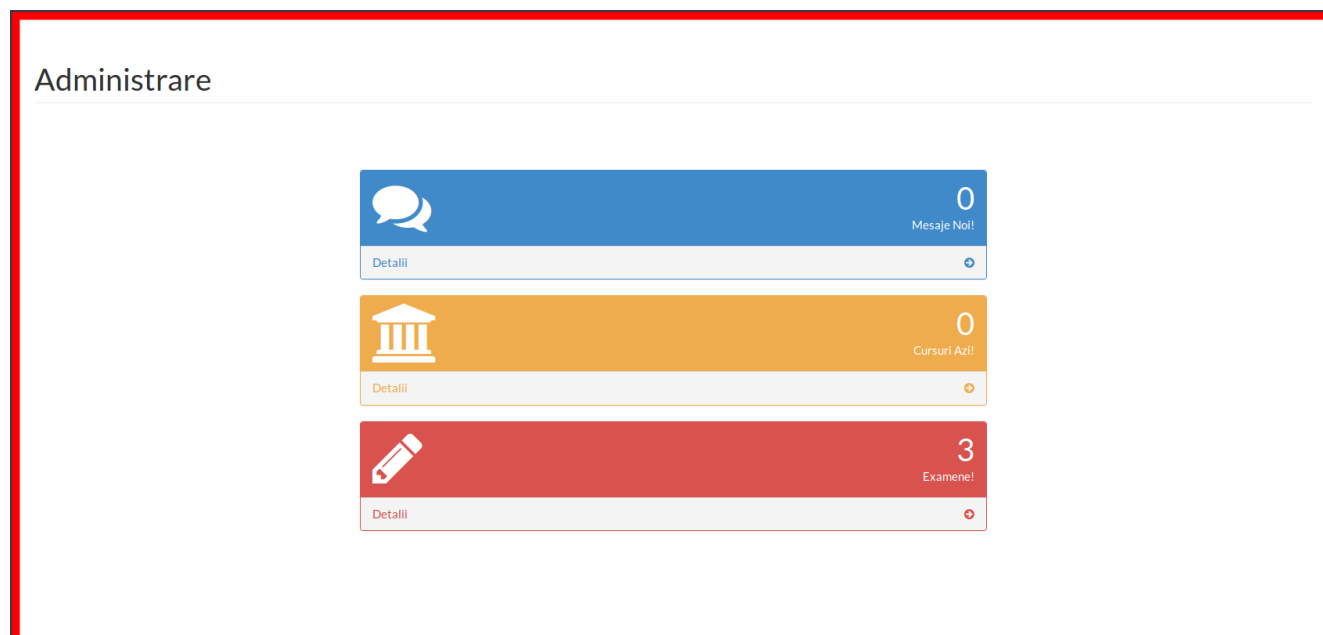 Administrare
0
Mesaje Noi!
Detalii
0
Cursuri Azi!
Detalii
3
Examene!
Detalii